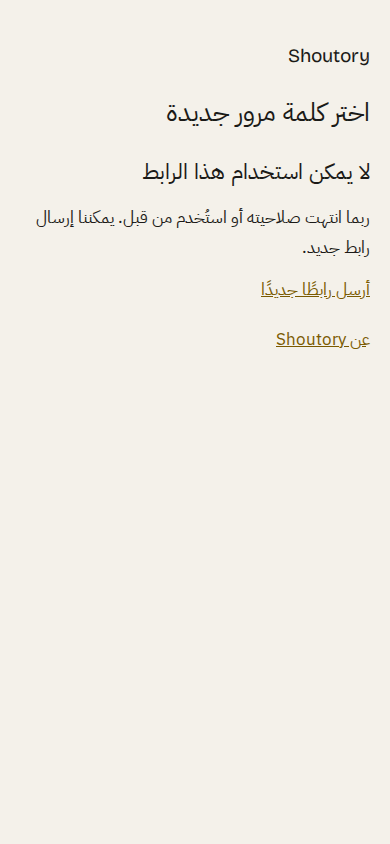 Shoutory
اختر كلمة مرور جديدة
لا يمكن استخدام هذا الرابط
ربما انتهت صلاحيته أو استُخدم من قبل. يمكننا إرسال
رابط جديد.
أرسل رابطًا جديدًا
عن Shoutory